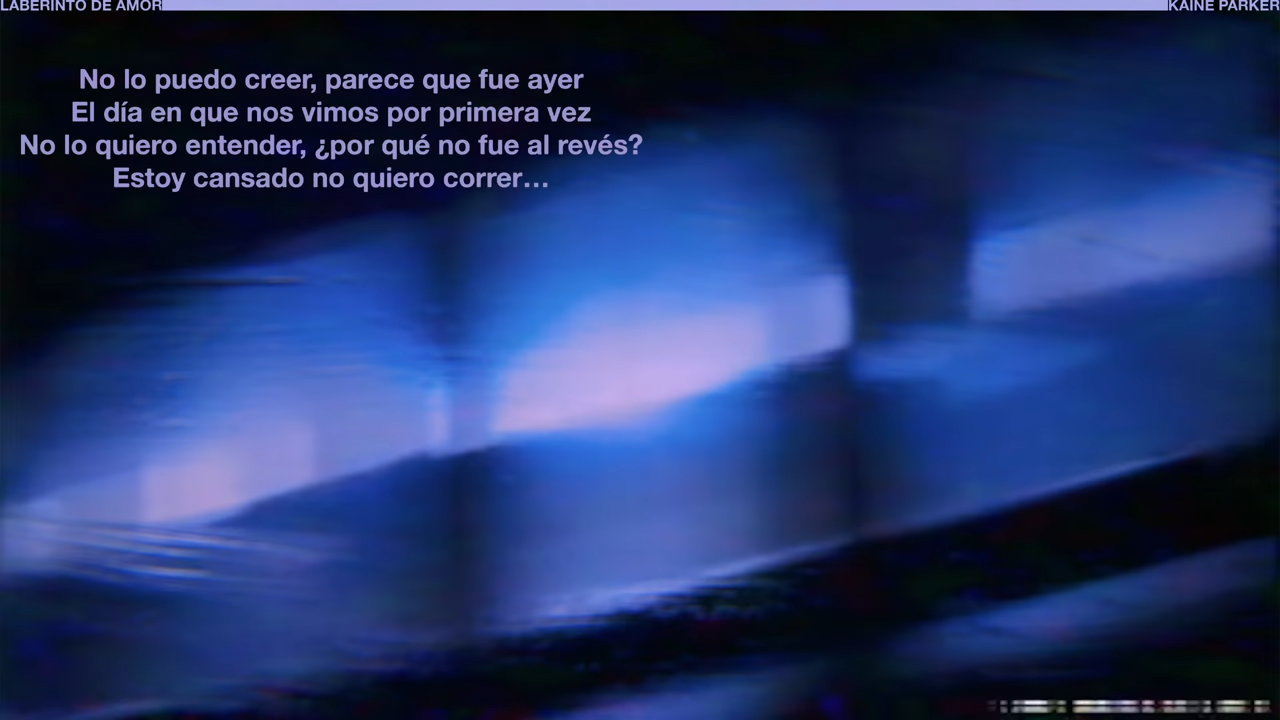 LABERINTO DE AMOR
KAINE PARKER
No lo puedo creer, parece que fue ayer
El día en que nos vimos por primera vez
No lo quiero entender, ¿por qué no fue al revés?
Estoy cansado no quiero correr...